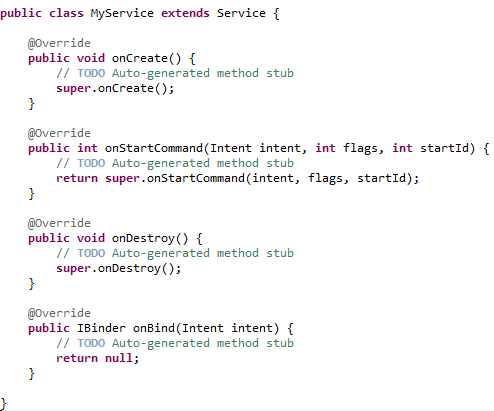 public class MyService extends Service {
@Override
public void onCreate() {
// TODO Auto-generated method stub
super.onCreate();
}
@Override
public int onStartCommand(Intent intent, int flags, int startId) {
// TODO Auto-generated method stub
return super.onStartCommand(intent, flags, startId);
}
@Override
public void onDestroy() {
// TODO Auto-generated method stub
super.onDestroy();
}
@Override
public IBinder onBind(Intent intent) {
// TODO Auto-generated method stub
return null;
}
}